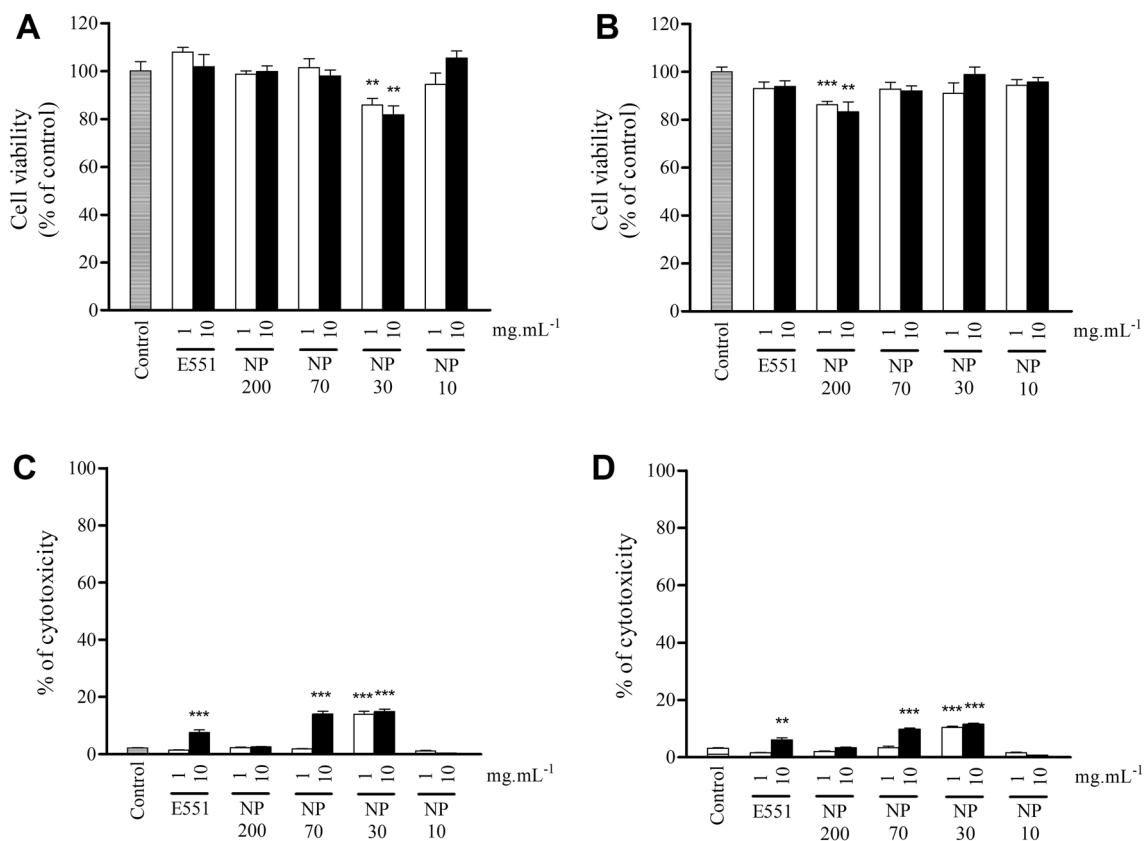 A
120
100
80
60
40
20
0
Cell viability
(% of control)
** **
Control
1 10 1 10 1 10 1 10 1 10 mg.mL-1
E551 NP NP NP NP
200 70 30 10
B
120
100
80
60
40
20
0
Cell viability
(% of control)
*** **
Control
1 10 1 10 1 10 1 10 1 10 mg.mL-1
E551 NP NP NP NP
200 70 30 10
C
100
80
60
40
20
0
% of cytotoxicity
*** *** *** ***
Control
1 10 1 10 1 10 1 10 1 10 mg.mL-1
E551 NP NP NP NP
200 70 30 10
D
100
80
60
40
20
0
% of cytotoxicity
** *** *** ***
Control
1 10 1 10 1 10 1 10 1 10 mg.mL-1
E551 NP NP NP NP
200 70 30 10